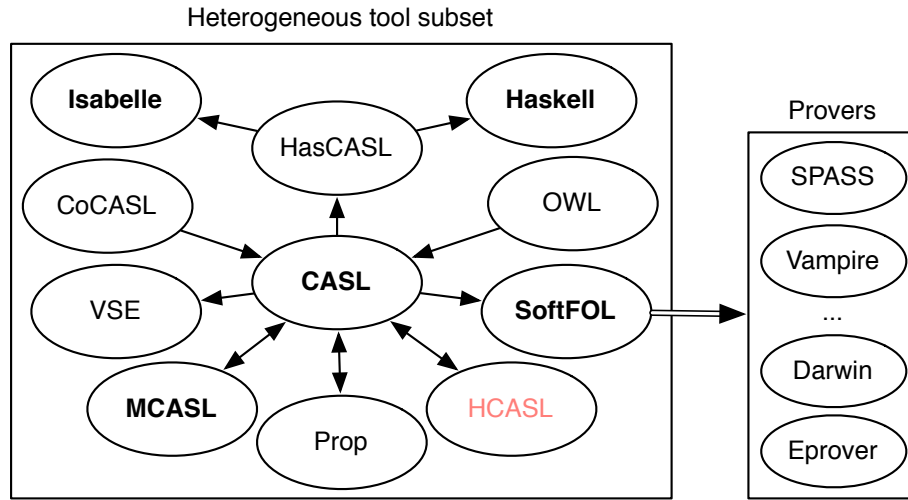 Heterogeneous tool subset
Isabelle
Haskell
HasCASL
CoCASL
OWL
CASL
VSE
SoftFOL
MCASL
HCASL
Prop
Provers
SPASS
Vampire
...
Darwin
Eprover